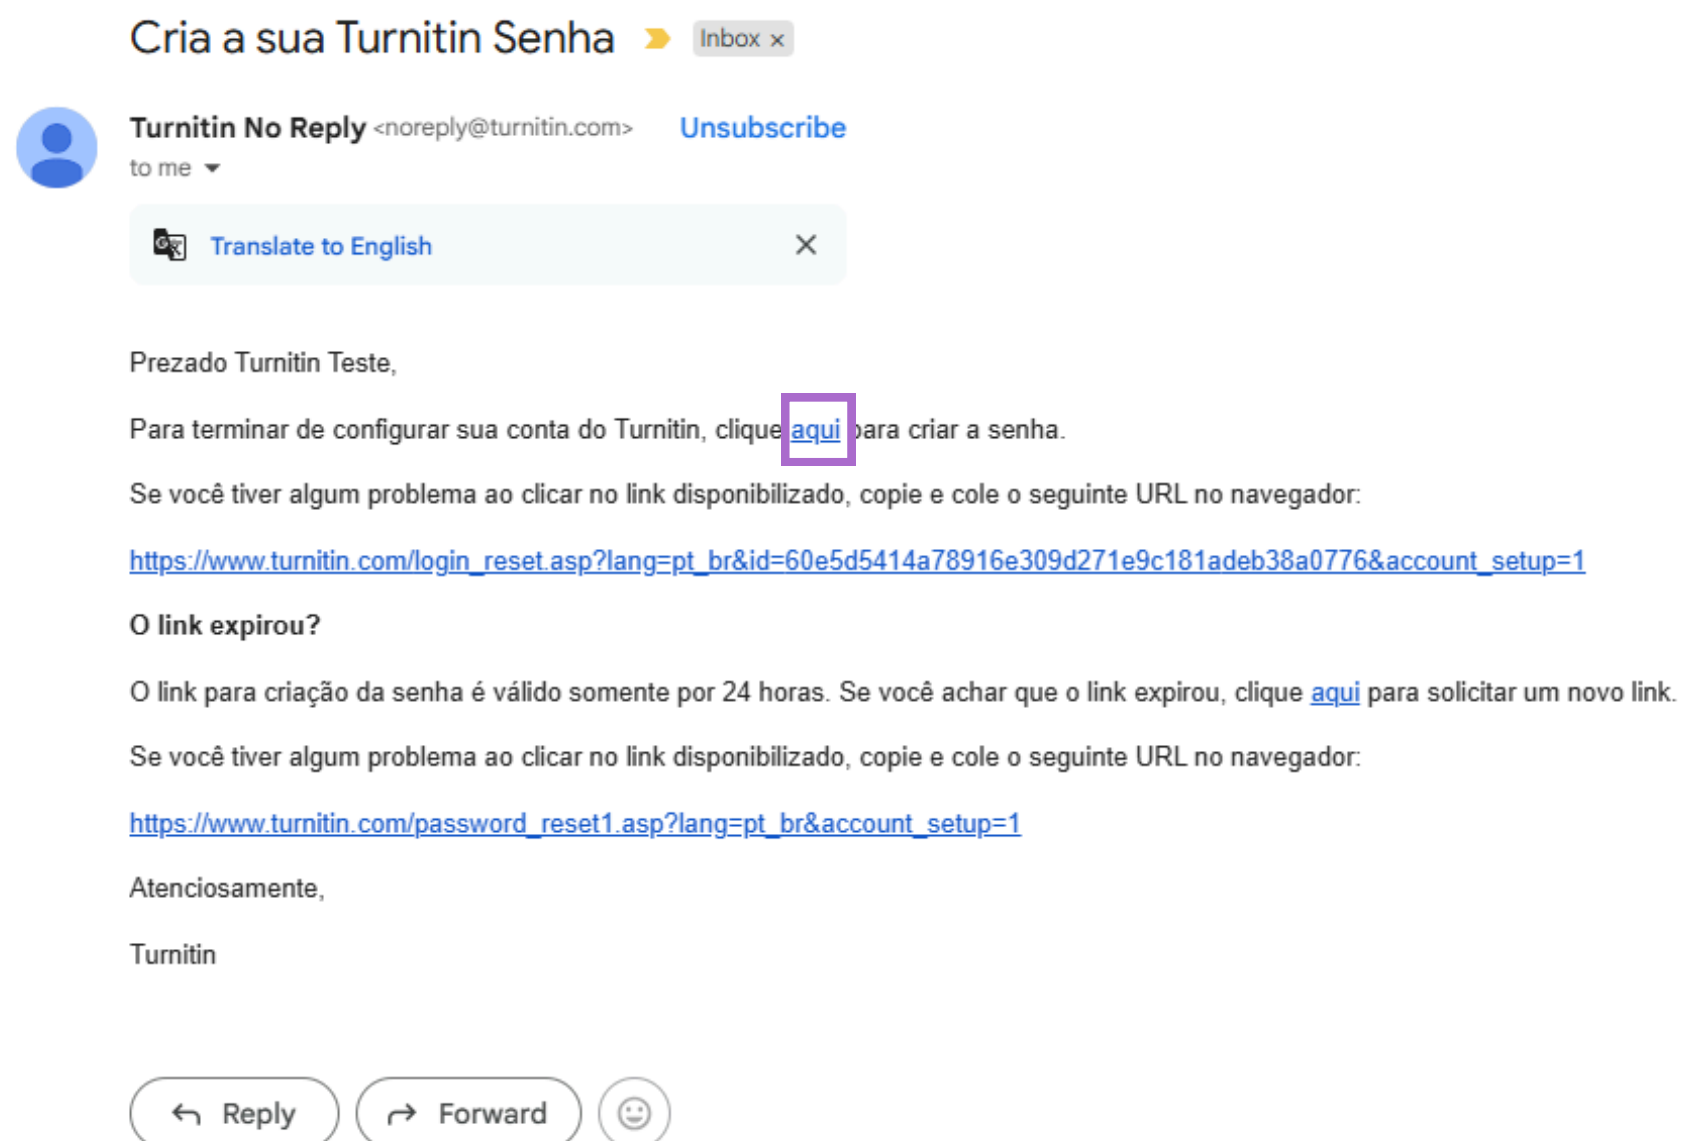 Cria a sua Turnitin Senha Inbox ×
Turnitin No Reply <noreply@turnitin.com> Unsubscribe
to me
Translate to English
Prezado Turnitin Teste,
Para terminar de configurar sua conta do Turnitin, clique aqui para criar a senha.
Se você tiver algum problema ao clicar no link disponibilizado, copie e cole o seguinte URL no navegador:
https://www.turnitin.com/login_reset.asp?lang=pt_br&id=60e5d5414a78916e309d271e9c181adeb38a0776&account_setup=1
O link expirou?
O link para criação da senha é válido somente por 24 horas. Se você achar que o link expirou, clique aqui para solicitar um novo link.
Se você tiver algum problema ao clicar no link disponibilizado, copie e cole o seguinte URL no navegador:
https://www.turnitin.com/password_reset1.asp?lang=pt_br&account_setup=1
Atenciosamente,
Turnitin
Reply Forward